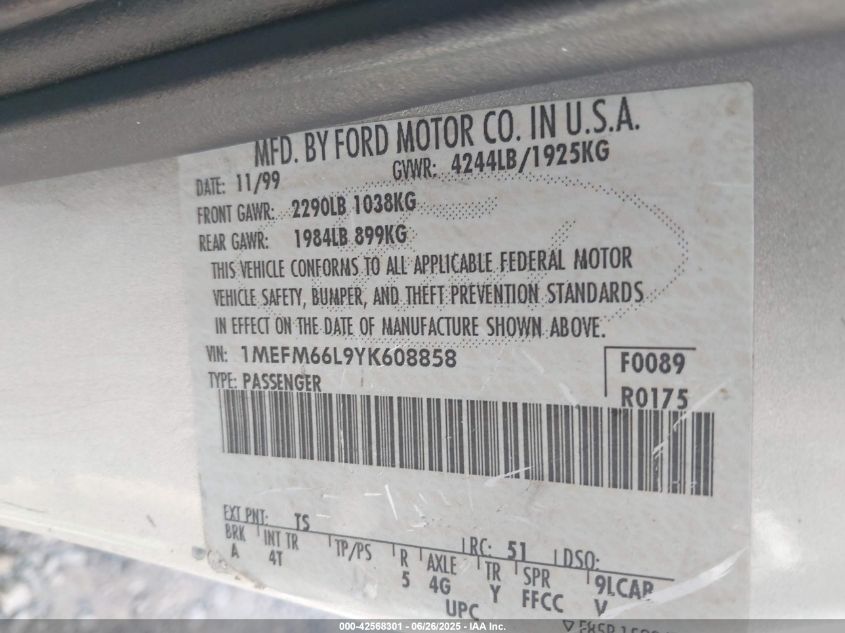 MFD. BY FORD MOTOR CO. IN U.S.A.
DATE: 11/99 GVWR: 4244LB/1925KG
FRONT GAWR: 2290LB 1038KG
REAR GAWR: 1984LB 899KG
THIS VEHICLE CONFORMS TO ALL APPLICABLE FEDERAL MOTOR
VEHICLE SAFETY, BUMPER, AND THEFT PREVENTION STANDARDS
IN EFFECT ON THE DATE OF MANUFACTURE SHOWN ABOVE.
VIN: 1MEFM66L9YK608858 F0089
TYPE: PASSENGER R0175
EXT PNT: TS RC: 51 DSO:
BRK INT TR TP/PS R AXLE TR SPR 9LCAP
A 4T 5 4G Y FFCC V
UPC
000-42568301 - 06/26/2025 - IAA Inc.